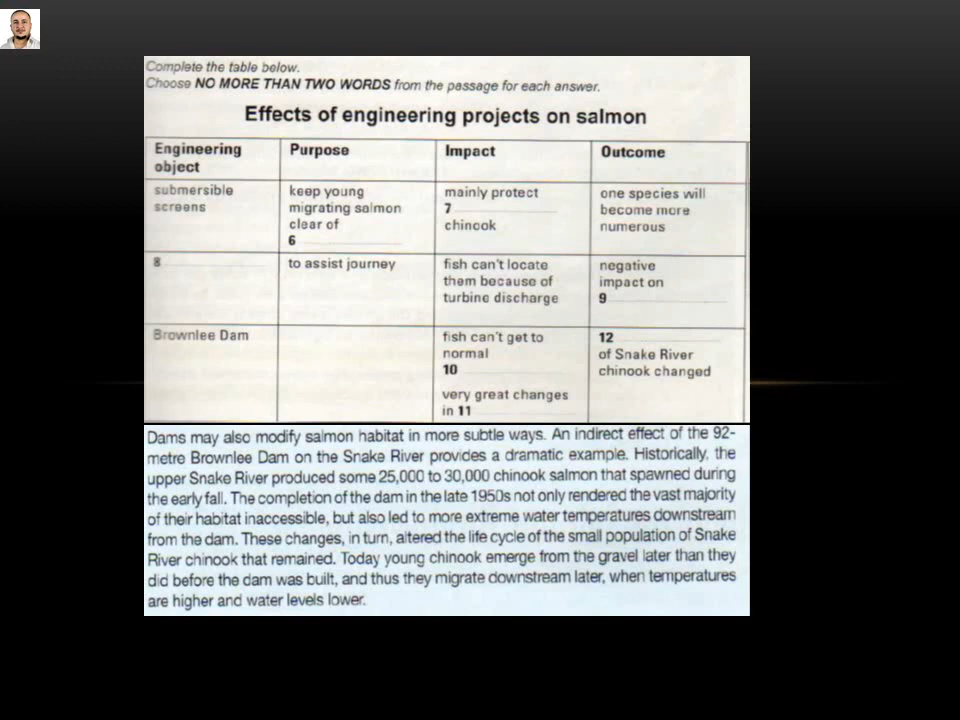 Complete the table below.
Choose NO MORE THAN TWO WORDS from the passage for each answer.
Effects of engineering projects on salmon
Engineering object
Purpose
Impact
Outcome
submersible screens
keep young
migrating salmon
clear of
6
mainly protect
7
chinook
one species will
become more
numerous
8
to assist journey
fish can't locate
them because of
turbine discharge
negative
impact on
9
Brownlee Dam
fish can't get to
normal
10
very great changes
in 11
12
of Snake River
chinook changed
Dams may also modify salmon habitat in more subtle ways. An indirect effect of the 92-
metre Brownlee Dam on the Snake River provides a dramatic example. Historically, the
upper Snake River produced some 25,000 to 30,000 chinook salmon that spawned during
the early fall. The completion of the dam in the late 1950s not only rendered the vast majority
of their habitat inaccessible, but also led to more extreme water temperatures downstream
from the dam. These changes, in turn, altered the life cycle of the small population of Snake
River chinook that remained. Today young chinook emerge from the gravel later than they
did before the dam was built, and thus they migrate downstream later, when temperatures
are higher and water levels lower.